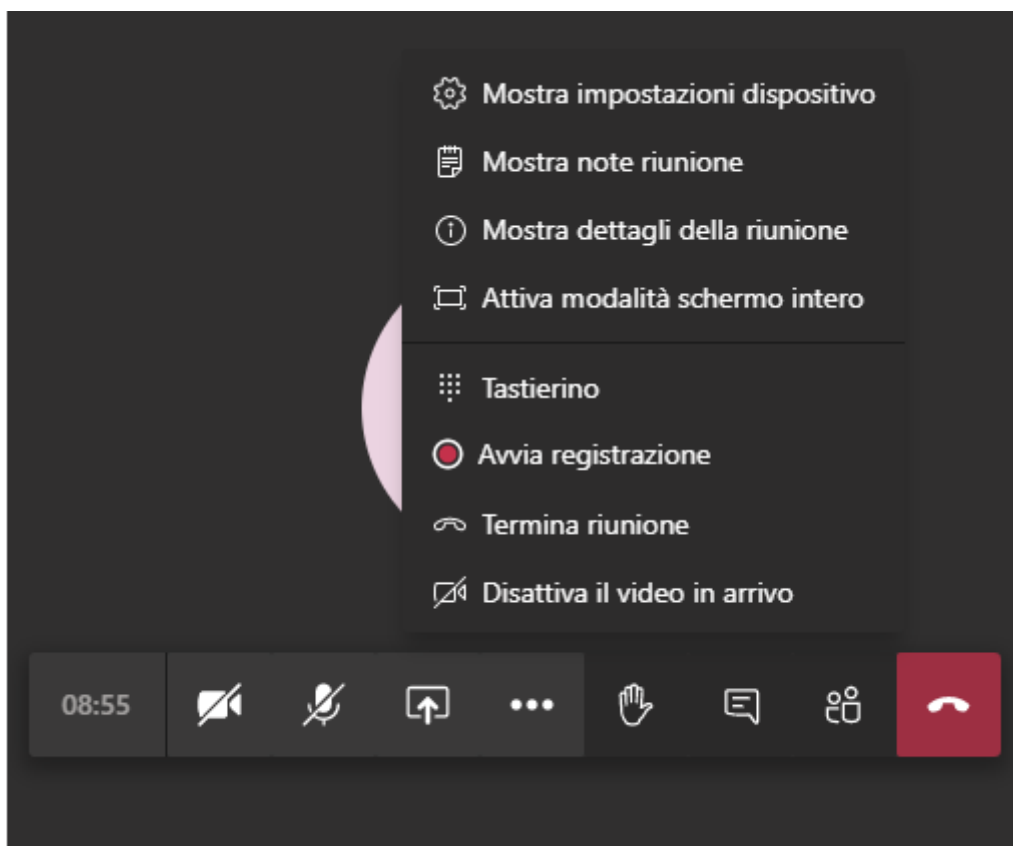 Mostra impostazioni dispositivo
Mostra note riunione
Mostra dettagli della riunione
Attiva modalità schermo intero
Tastierino
Avvia registrazione
Termina riunione
Disattiva il video in arrivo
08:55